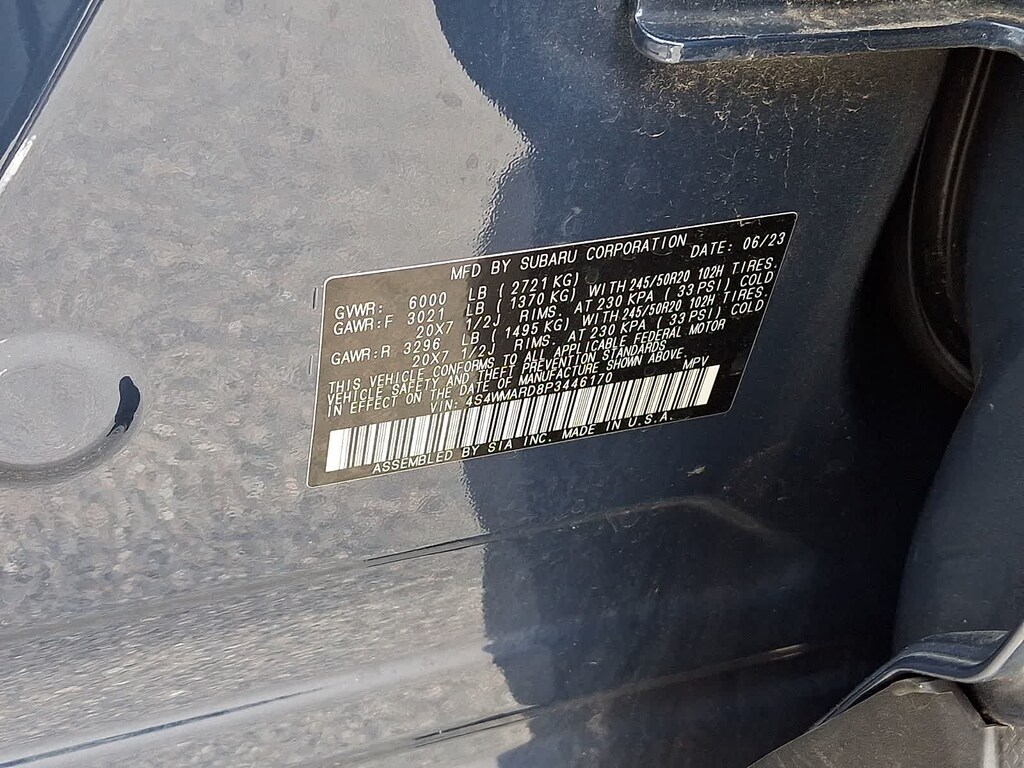 MFD BY SUBARU CORPORATION DATE: 06/23
GVWR: 6000 LB ( 2721 KG)
GAWR:F 3021 LB ( 1370 KG) WITH 245/50R20 102H TIRES.
20X7 1/2J RIMS. AT 230 KPA ( 33 PSI) COLD
GAWR:R 3296 LB ( 1495 KG) WITH 245/50R20 102H TIRES.
20X7 1/2J RIMS. AT 230 KPA ( 33 PSI) COLD
THIS VEHICLE CONFORMS TO ALL APPLICABLE FEDERAL MOTOR
VEHICLE SAFETY AND THEFT PREVENTION STANDARDS
IN EFFECT ON THE DATE OF MANUFACTURE SHOWN ABOVE.
VIN: 4S4WMARD8P3446170 MPV
ASSEMBLED BY SIA INC. MADE IN U.S.A.